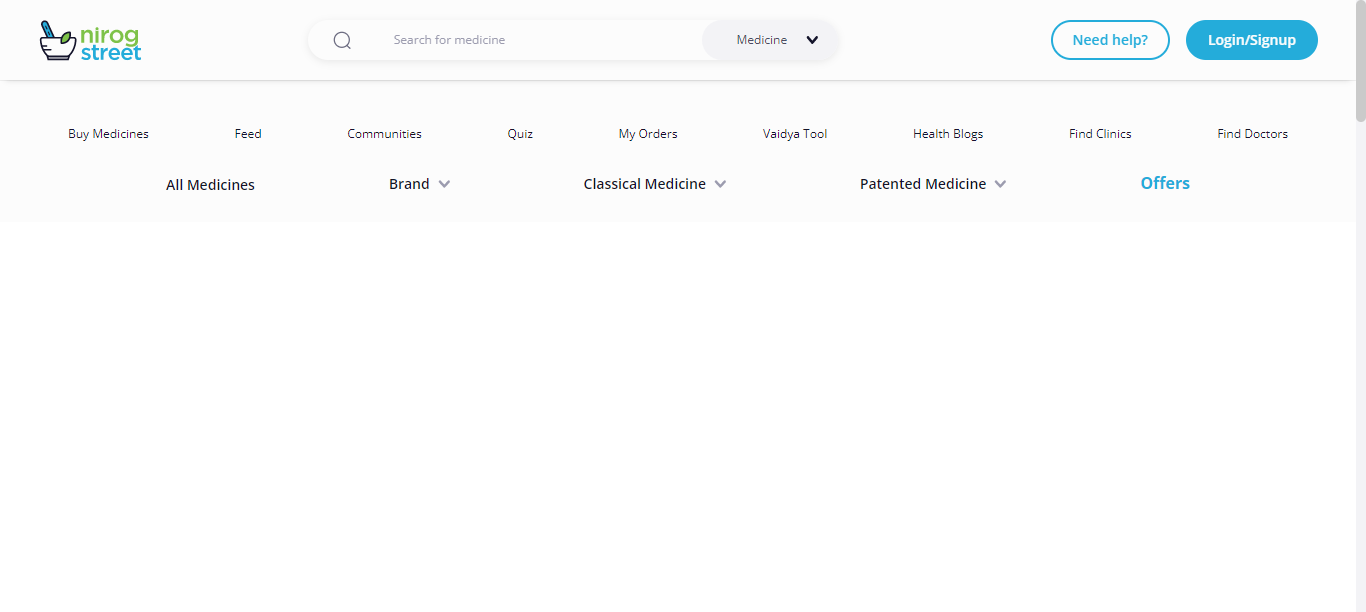 nirog
street
Search for medicine
Medicine
Need help?
Login/Signup
Buy Medicines
Feed
Communities
Quiz
My Orders
Vaidya Tool
Health Blogs
Find Clinics
Find Doctors
All Medicines
Brand
Classical Medicine
Patented Medicine
Offers